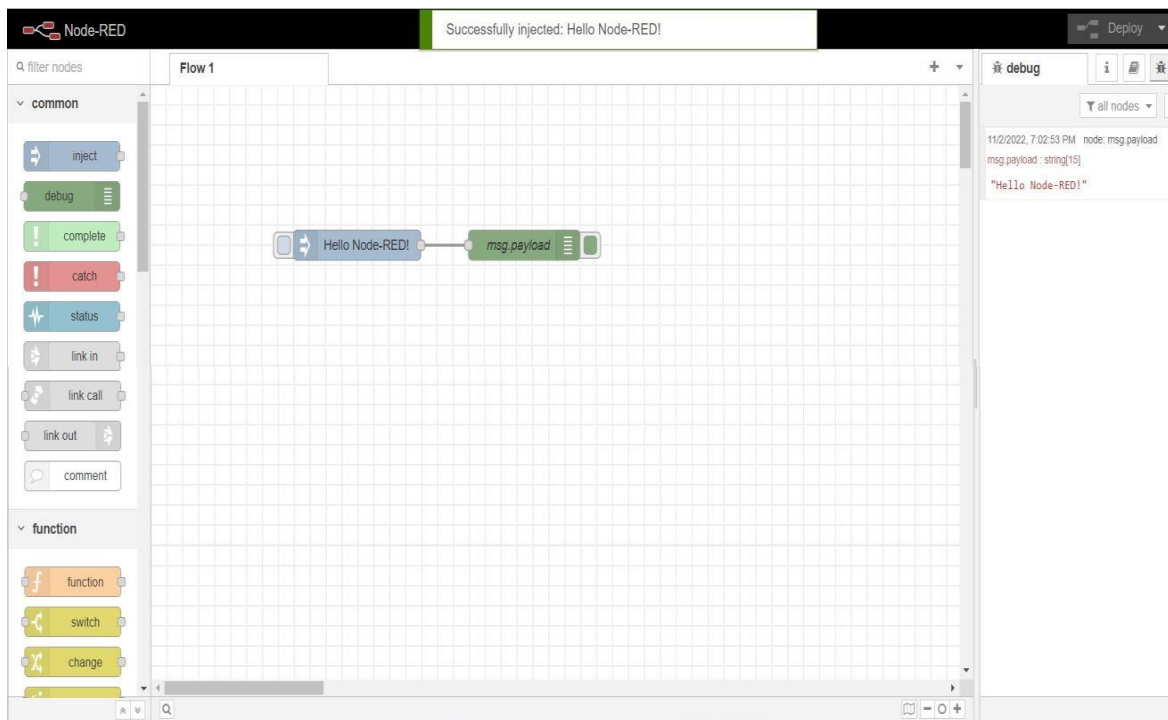 Node-RED
Successfully injected: Hello Node-RED!
Deploy
filter nodes
Flow 1
debug
i
all nodes
common
inject
debug
complete
catch
status
link in
link call
link out
comment
function
function
switch
change
Hello Node-RED!
msg.payload
11/2/2022, 7:02:53 PM node: msg.payload
msg.payload : string[15]
"Hello Node-RED!"